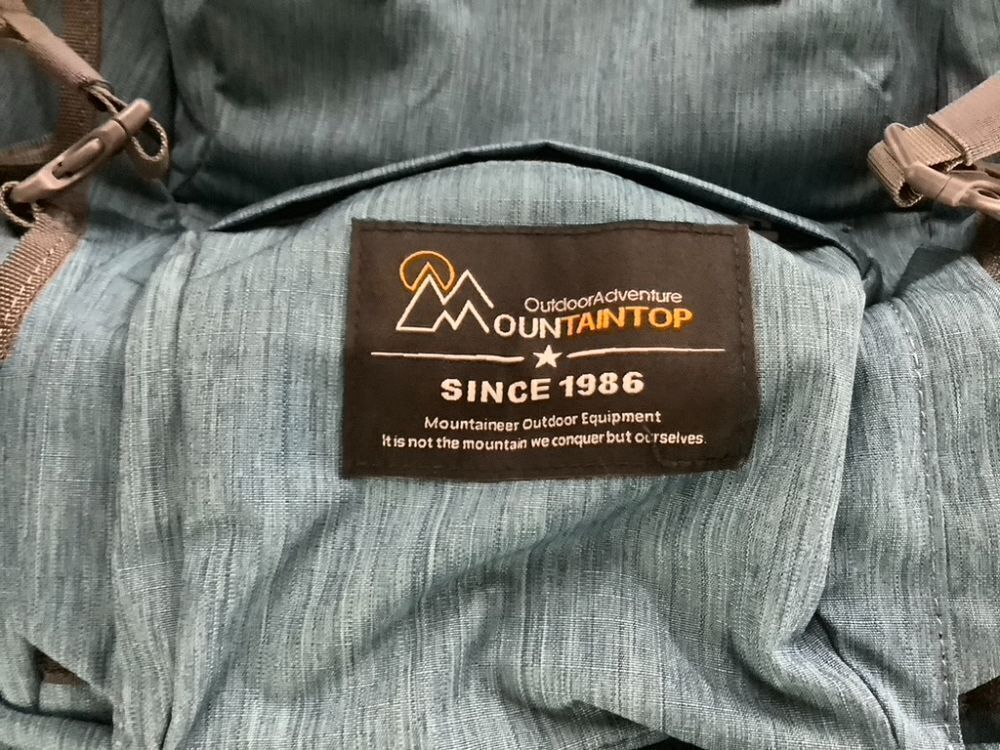 OutdoorAdventure
MOUNTAINTOP
SINCE 1986
Mountaineer Outdoor Equipment
It is not the mountain we conquer but ourselves.